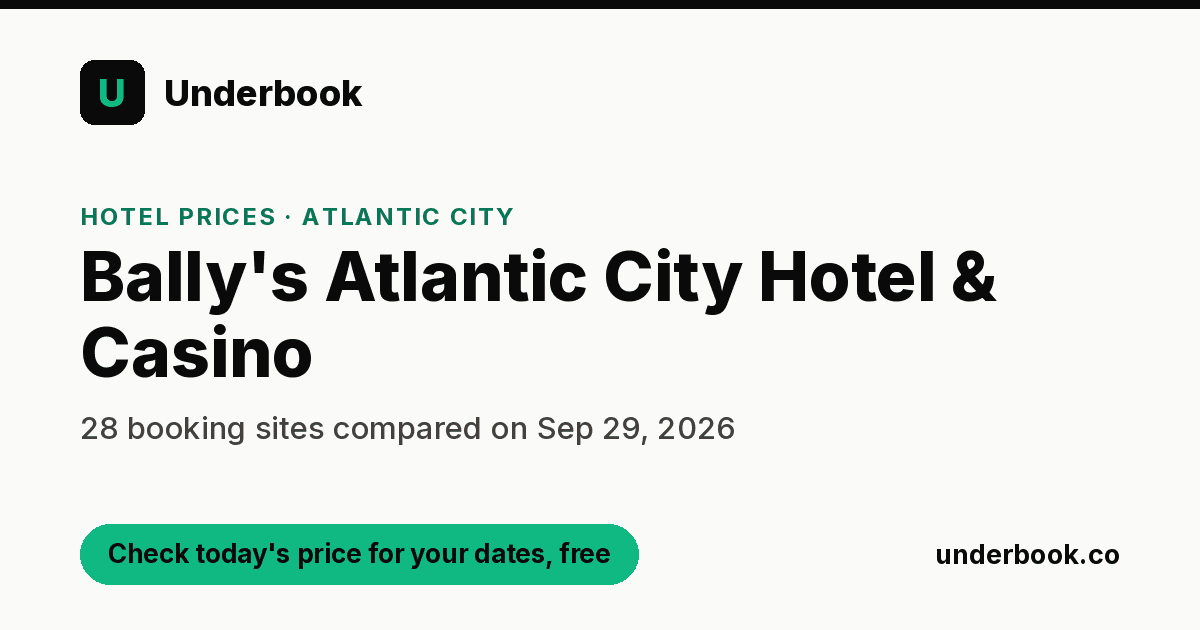 U Underbook
HOTEL PRICES · ATLANTIC CITY
Bally's Atlantic City Hotel &
Casino
28 booking sites compared on Sep 29, 2026
Check today's price for your dates, free
underbook.co